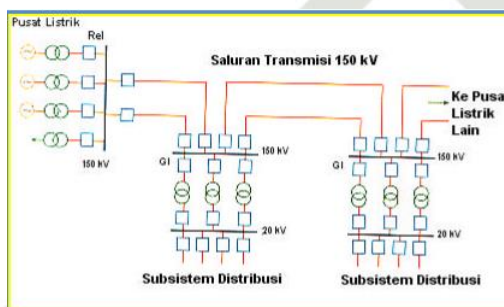 Pusat Listrik
Rel
Saluran Transmisi 150 kV
Ke Pusa
Listrik
Lain
150 kV
GI
150 kV
GI
150 kV
20 kV
20 kV
Subsistem Distribusi
Subsistem Distribusi